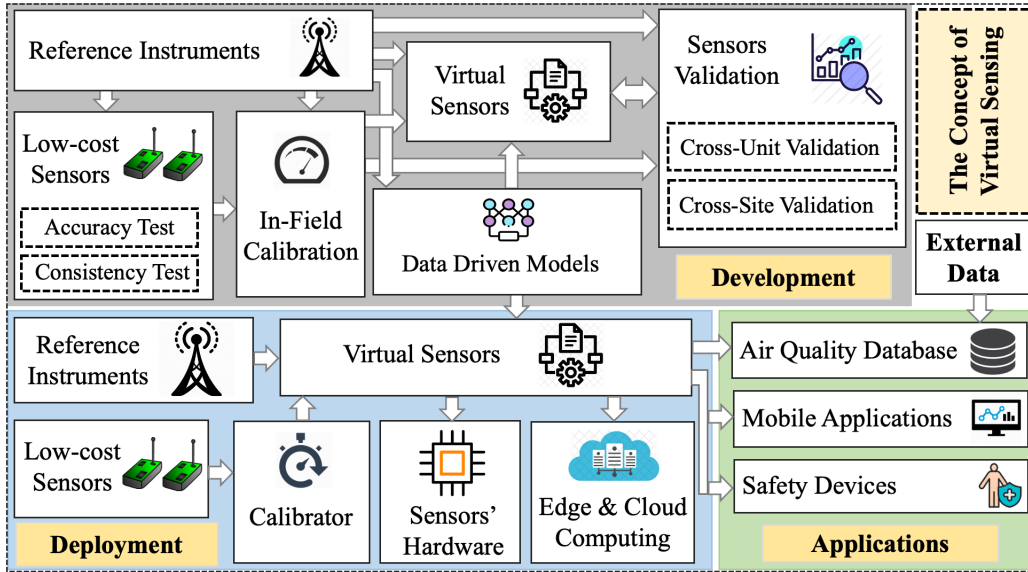 Reference Instruments
Low-cost
Sensors
Accuracy Test
Consistency Test
In-Field
Calibration
Virtual
Sensors
Data Driven Models
Sensors
Validation
Cross-Unit Validation
Cross-Site Validation
Development
The Concept of
Virtual Sensing
External
Data
Reference
Instruments
Low-cost
Sensors
Deployment
Virtual Sensors
Calibrator
Sensors’
Hardware
Edge & Cloud
Computing
Air Quality Database
Mobile Applications
Safety Devices
Applications